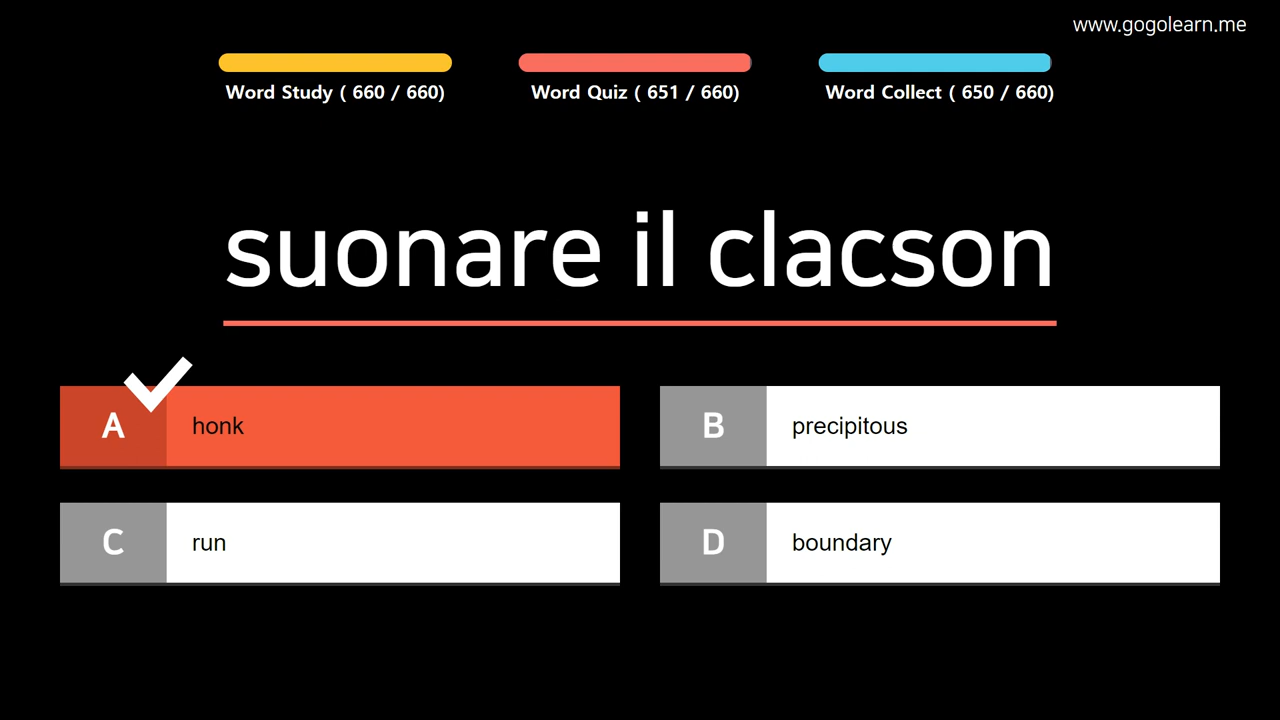 www.gogolearn.me
Word Study ( 660 / 660)
Word Quiz ( 651 / 660)
Word Collect ( 650 / 660)
suonare il clacson
A
honk
B
precipitous
C
run
D
boundary